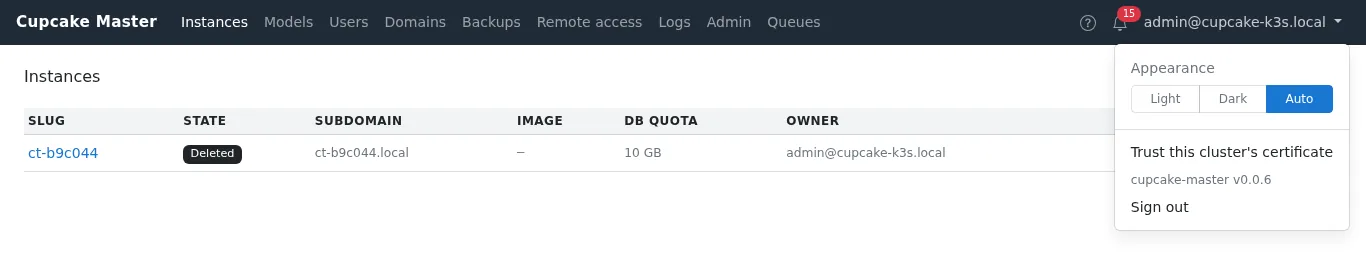 Cupcake Master Instances Models Users Domains Backups Remote access Logs Admin Queues ? 15 admin@cupcake-k3s.local
Instances
Appearance
Light Dark Auto
SLUG STATE SUBDOMAIN IMAGE DB QUOTA OWNER
ct-b9c044 Deleted ct-b9c044.local – 10 GB admin@cupcake-k3s.local
Trust this cluster's certificate
cupcake-master v0.0.6
Sign out